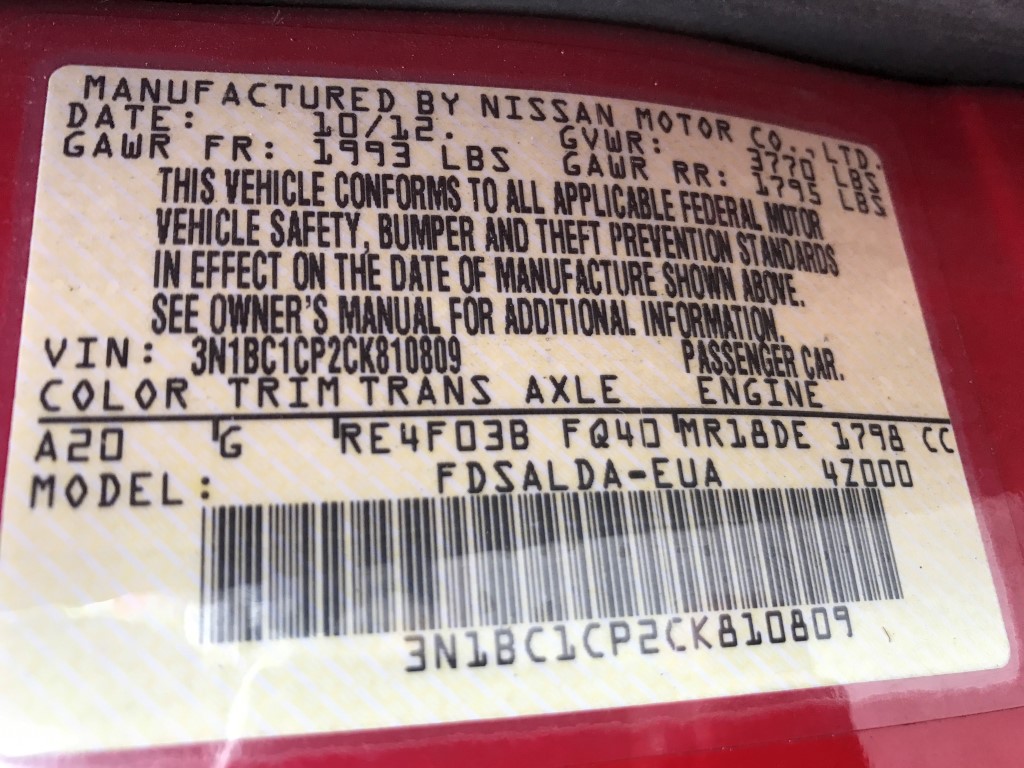 MANUFACTURED BY NISSAN MOTOR CO., LTD.
DATE: 10/12. GVWR: 3770 LBS
GAWR FR: 1993 LBS GAWR RR: 1795 LBS
THIS VEHICLE CONFORMS TO ALL APPLICABLE FEDERAL MOTOR
VEHICLE SAFETY, BUMPER AND THEFT PREVENTION STANDARDS
IN EFFECT ON THE DATE OF MANUFACTURE SHOWN ABOVE.
SEE OWNER'S MANUAL FOR ADDITIONAL INFORMATION.
VIN: 3N1BC1CP2CK810809 PASSENGER CAR.
COLOR TRIM TRANS AXLE ENGINE
A20 G RE4F03B FQ40 MR18DE 1798 CC
MODEL: FDSALDA-EUA 4Z000
3N1BC1CP2CK810809